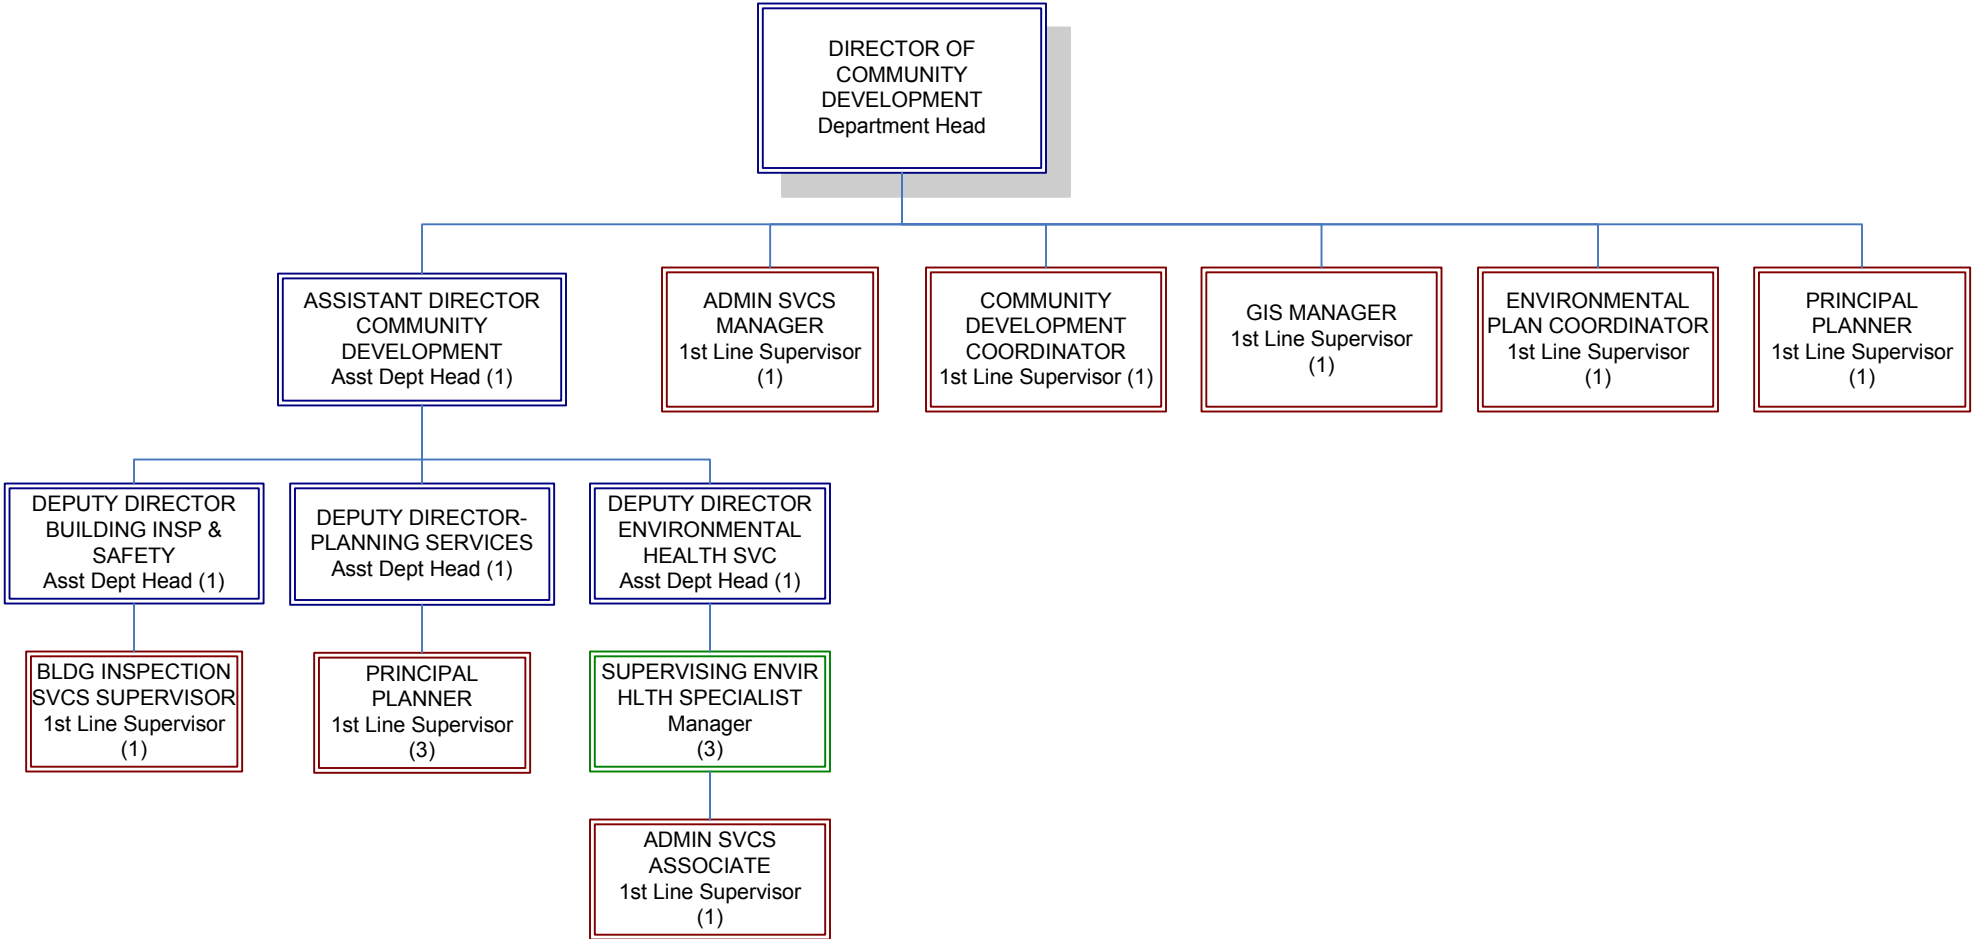 DIRECTOR OF
COMMUNITY
DEVELOPMENT
Department Head
ASSISTANT DIRECTOR
COMMUNITY
DEVELOPMENT
Asst Dept Head (1)
ADMIN SVCS
MANAGER
1st Line Supervisor
(1)
COMMUNITY
DEVELOPMENT
COORDINATOR
1st Line Supervisor (1)
GIS MANAGER
1st Line Supervisor
(1)
ENVIRONMENTAL
PLAN COORDINATOR
1st Line Supervisor
(1)
PRINCIPAL
PLANNER
1st Line Supervisor
(1)
DEPUTY DIRECTOR
BUILDING INSP &
SAFETY
Asst Dept Head (1)
DEPUTY DIRECTOR-
PLANNING SERVICES
Asst Dept Head (1)
DEPUTY DIRECTOR
ENVIRONMENTAL
HEALTH SVC
Asst Dept Head (1)
BLDG INSPECTION
SVCS SUPERVISOR
1st Line Supervisor
(1)
PRINCIPAL
PLANNER
1st Line Supervisor
(3)
SUPERVISING ENVIR
HLTH SPECIALIST
Manager
(3)
ADMIN SVCS
ASSOCIATE
1st Line Supervisor
(1)